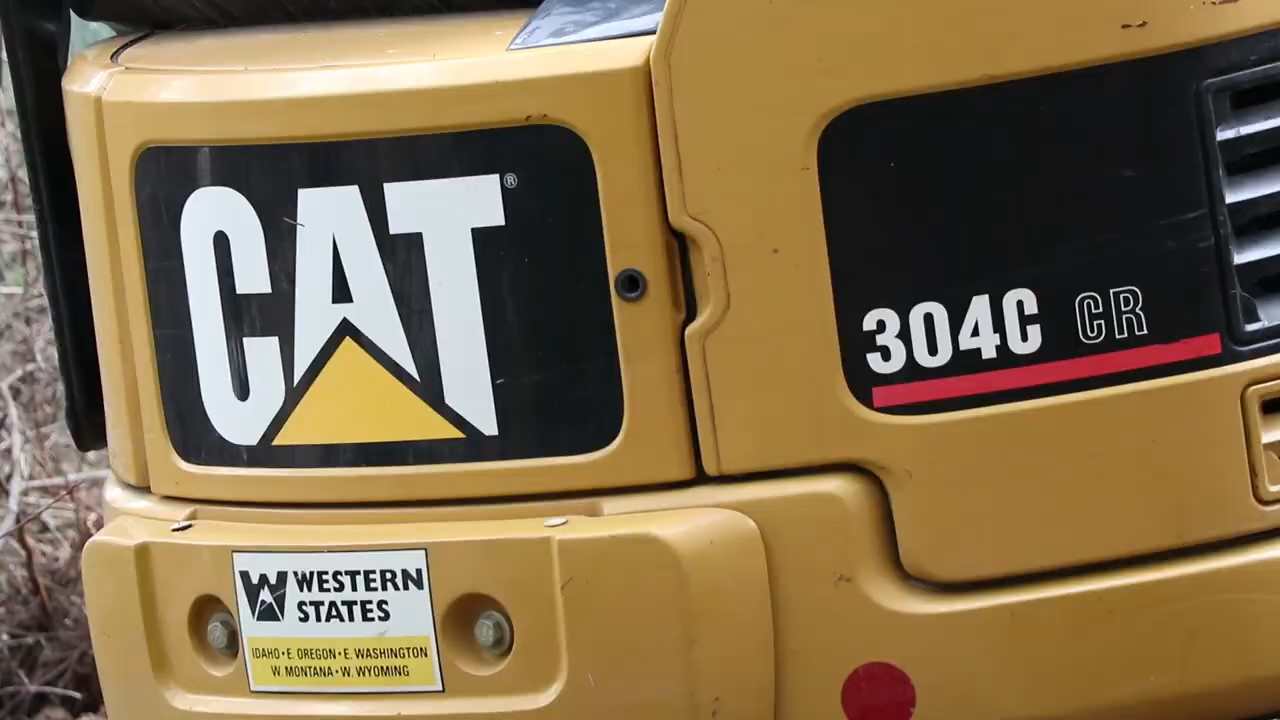 CAT®
304C CR
WESTERN
STATES
IDAHO • E. OREGON • E. WASHINGTON
W. MONTANA • W. WYOMING